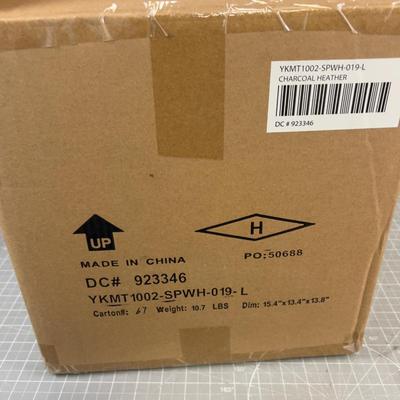 YKMT1002-SPWH-019-L
CHARCOAL HEATHER
DC # 923346
UP
H
MADE IN CHINA
PO:50688
DC# 923346
YKMT1002-SPWH-019-L
Carton#: 67 Weight: 10.7 LBS Dim: 15.4"x13.4"x13.8"